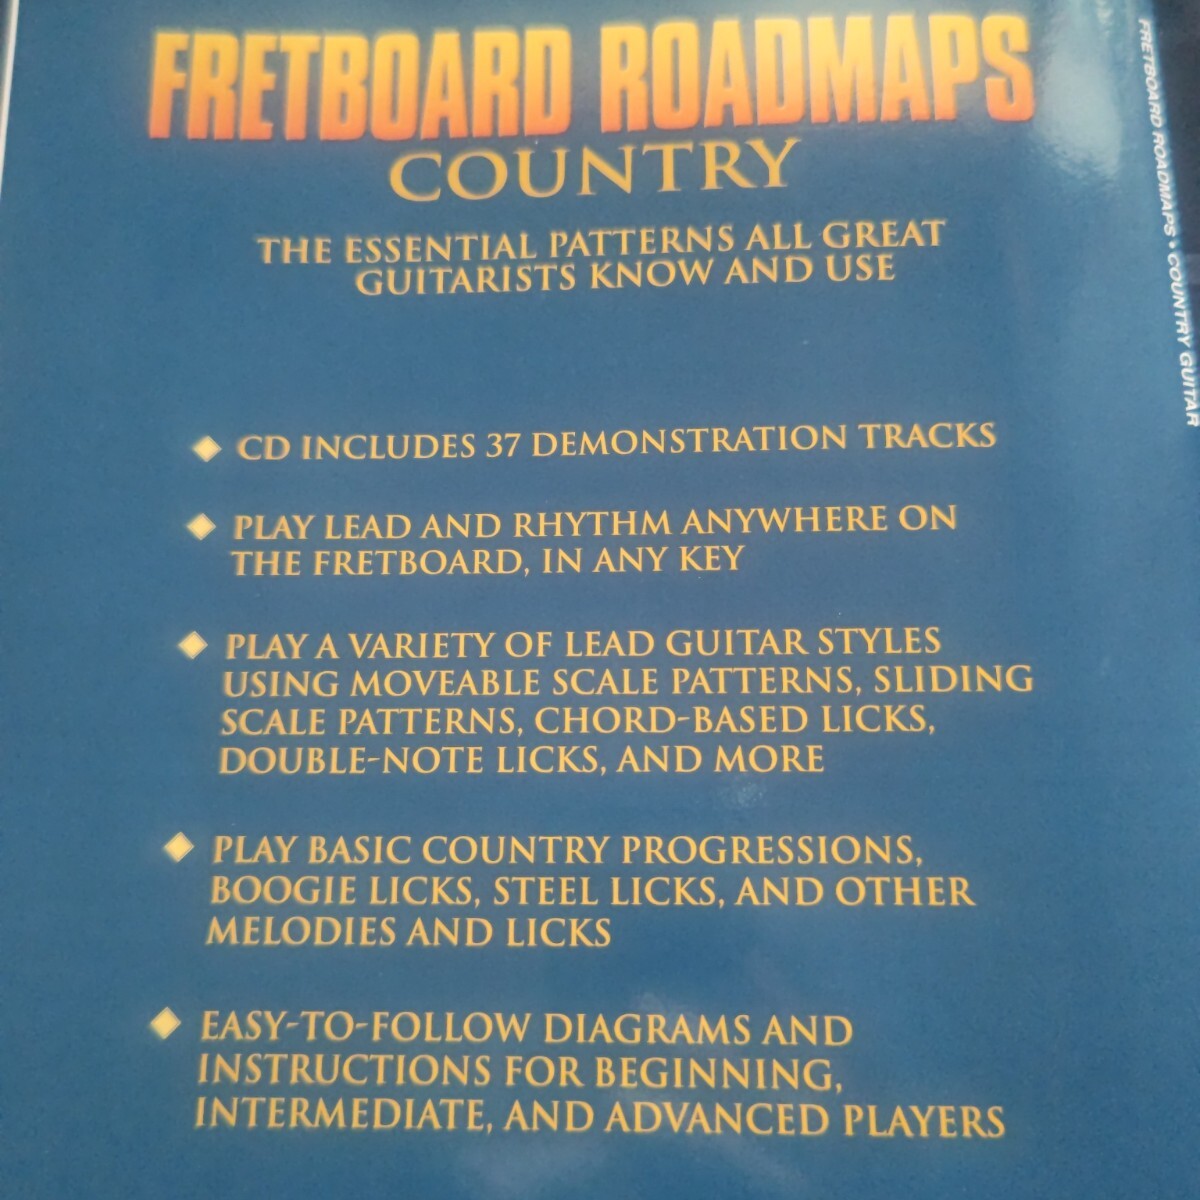 FRETBOARD ROADMAPS
COUNTRY
THE ESSENTIAL PATTERNS ALL GREAT
GUITARISTS KNOW AND USE
◆ CD INCLUDES 37 DEMONSTRATION TRACKS
◆ PLAY LEAD AND RHYTHM ANYWHERE ON
THE FRETBOARD, IN ANY KEY
◆ PLAY A VARIETY OF LEAD GUITAR STYLES
USING MOVEABLE SCALE PATTERNS, SLIDING
SCALE PATTERNS, CHORD-BASED LICKS,
DOUBLE-NOTE LICKS, AND MORE
◆ PLAY BASIC COUNTRY PROGRESSIONS,
BOOGIE LICKS, STEEL LICKS, AND OTHER
MELODIES AND LICKS
◆ EASY-TO-FOLLOW DIAGRAMS AND
INSTRUCTIONS FOR BEGINNING,
INTERMEDIATE, AND ADVANCED PLAYERS
FRETBOARD ROADMAPS • COUNTRY GUITAR